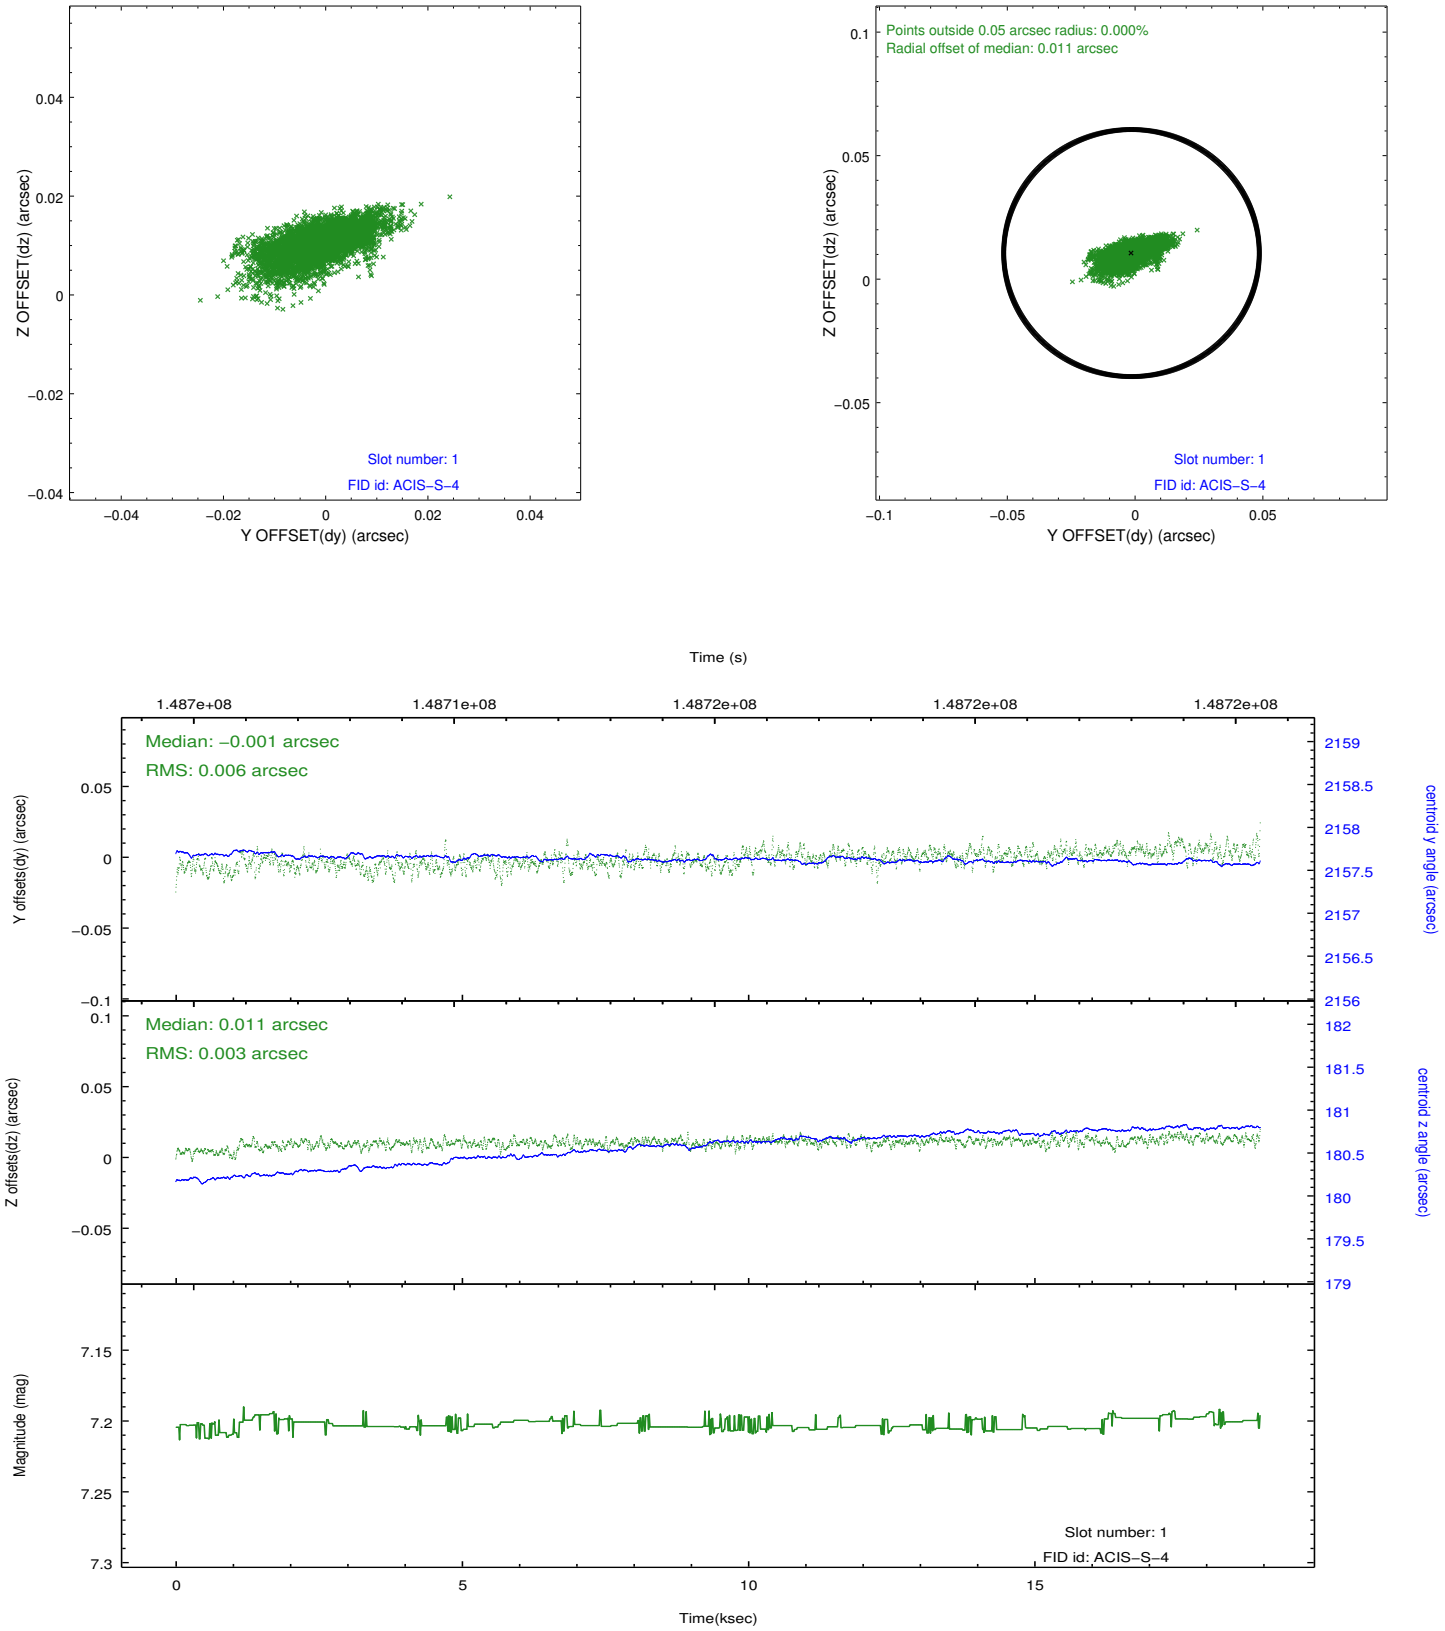 0.04
0.02
0
−0.02
−0.04
Z OFFSET(dz) (arcsec)
Slot number: 1
FID id: ACIS−S−4
−0.04
−0.02
0
0.02
0.04
Y OFFSET(dy) (arcsec)
Points outside 0.05 arcsec radius: 0.000%
Radial offset of median: 0.011 arcsec
0.1
0.05
0
−0.05
Z OFFSET(dz) (arcsec)
Slot number: 1
FID id: ACIS−S−4
−0.1
−0.05
0
0.05
Y OFFSET(dy) (arcsec)
Time (s)
1.487e+08
1.4871e+08
1.4872e+08
1.4872e+08
1.4872e+08
Median: −0.001 arcsec
RMS: 0.006 arcsec
0.05
0
−0.05
−0.1
Y offsets(dy) (arcsec)
2159
2158.5
2158
2157.5
2157
2156.5
2156
centroid y angle (arcsec)
Median: 0.011 arcsec
RMS: 0.003 arcsec
0.1
0.05
0
−0.05
Z offsets(dz) (arcsec)
182
181.5
181
180.5
180
179.5
179
centroid z angle (arcsec)
7.15
7.2
7.25
7.3
Magnitude (mag)
Slot number: 1
FID id: ACIS−S−4
0
5
10
15
Time(ksec)